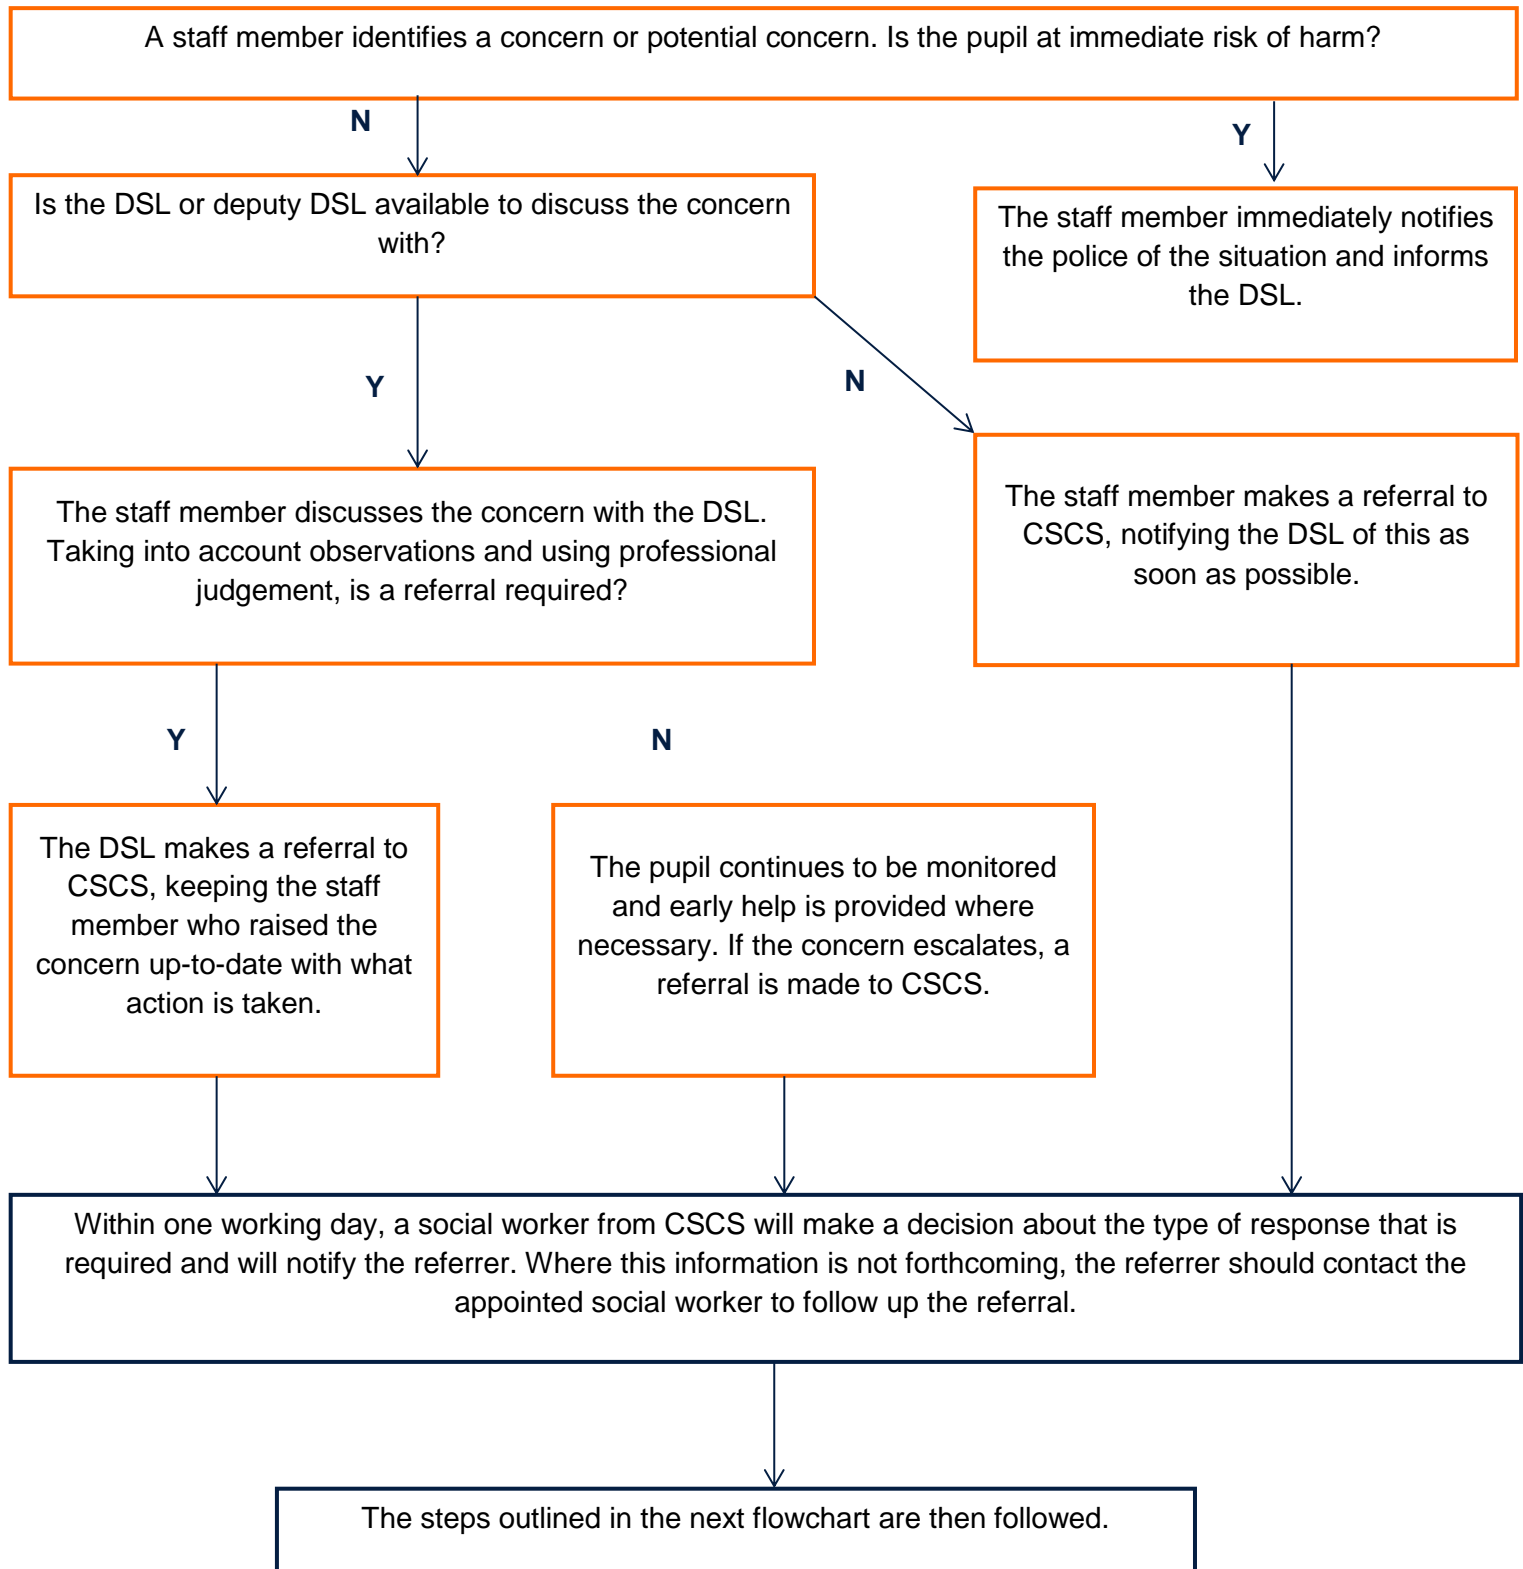 A staff member identifies a concern or potential concern. Is the pupil at immediate risk of harm?
N
Y
Is the DSL or deputy DSL available to discuss the concern
with?
The staff member immediately notifies
the police of the situation and informs
the DSL.
Y
N
The staff member discusses the concern with the DSL.
Taking into account observations and using professional
judgement, is a referral required?
The staff member makes a referral to
CSCS, notifying the DSL of this as
soon as possible.
Y
N
The DSL makes a referral to
CSCS, keeping the staff
member who raised the
concern up-to-date with what
action is taken.
The pupil continues to be monitored
and early help is provided where
necessary. If the concern escalates, a
referral is made to CSCS.
Within one working day, a social worker from CSCS will make a decision about the type of response that is
required and will notify the referrer. Where this information is not forthcoming, the referrer should contact the
appointed social worker to follow up the referral.
The steps outlined in the next flowchart are then followed.